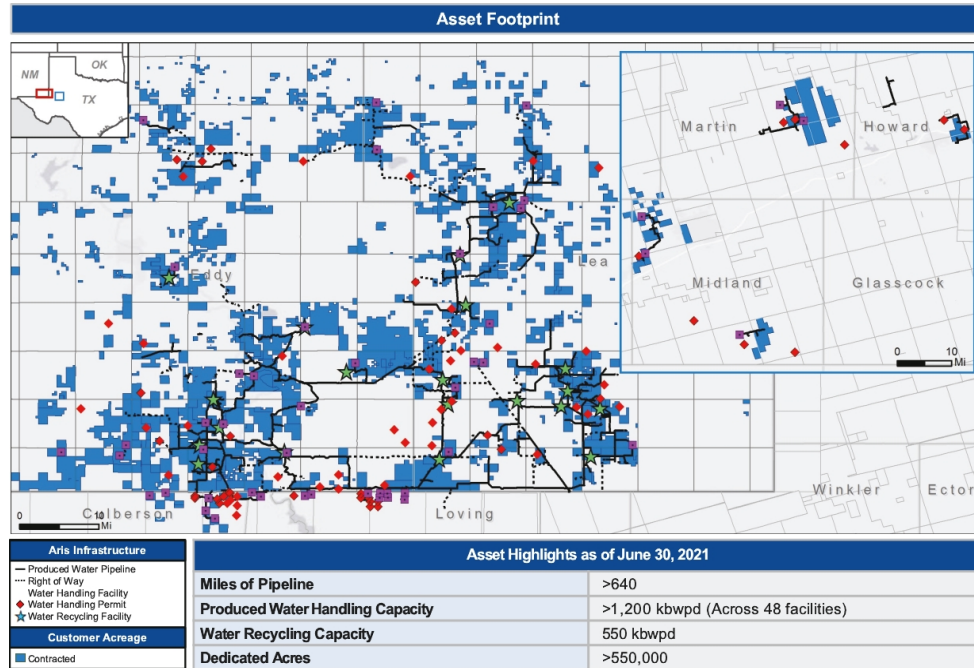 Asset Footprint
NM
OK
TX
Martin
Howard
Midland
Glasscock
0 10
Mi
Eddy
Lea
Winkler
Ector
Culberson
Loving
0 10
Mi
Aris Infrastructure
Produced Water Pipeline
Right of Way
Water Handling Facility
Water Handling Permit
Water Recycling Facility
Customer Acreage
Contracted
Asset Highlights as of June 30, 2021
Miles of Pipeline >640
Produced Water Handling Capacity >1,200 kbwpd (Across 48 facilities)
Water Recycling Capacity 550 kbwpd
Dedicated Acres >550,000